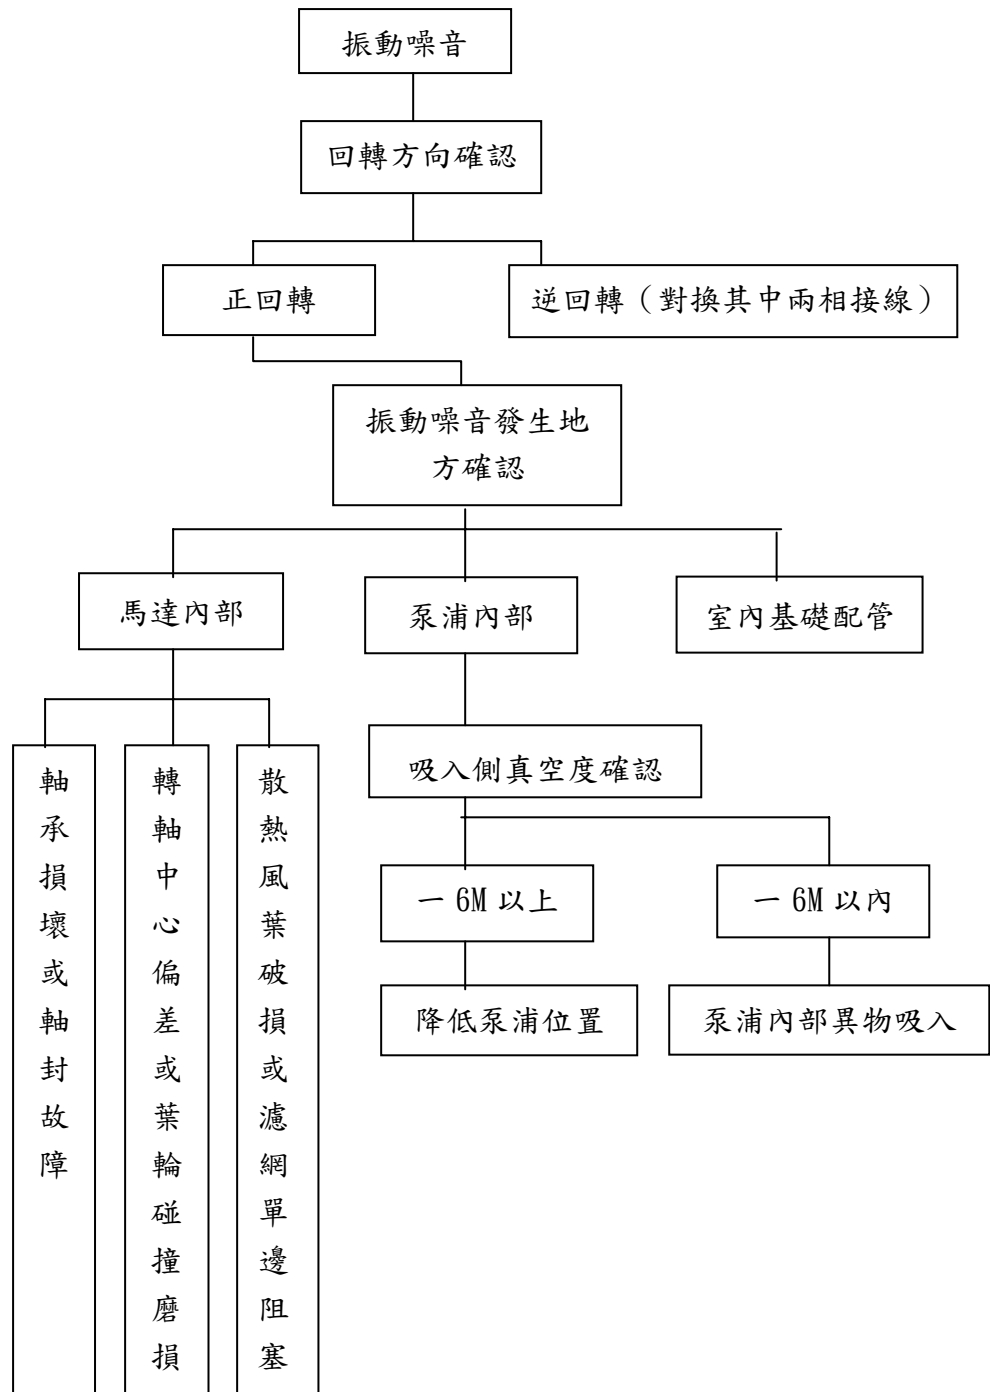 振動噪音
回轉方向確認
正回轉
逆回轉（對換其中兩相接線）
振動噪音發生地
方確認
馬達內部
泵浦內部
室內基礎配管
軸承損壞或軸封故障
轉軸中心偏差或葉輪碰撞磨損
散熱風葉破損或濾網單邊阻塞
吸入側真空度確認
一 6M 以上
一 6M 以內
降低泵浦位置
泵浦內部異物吸入